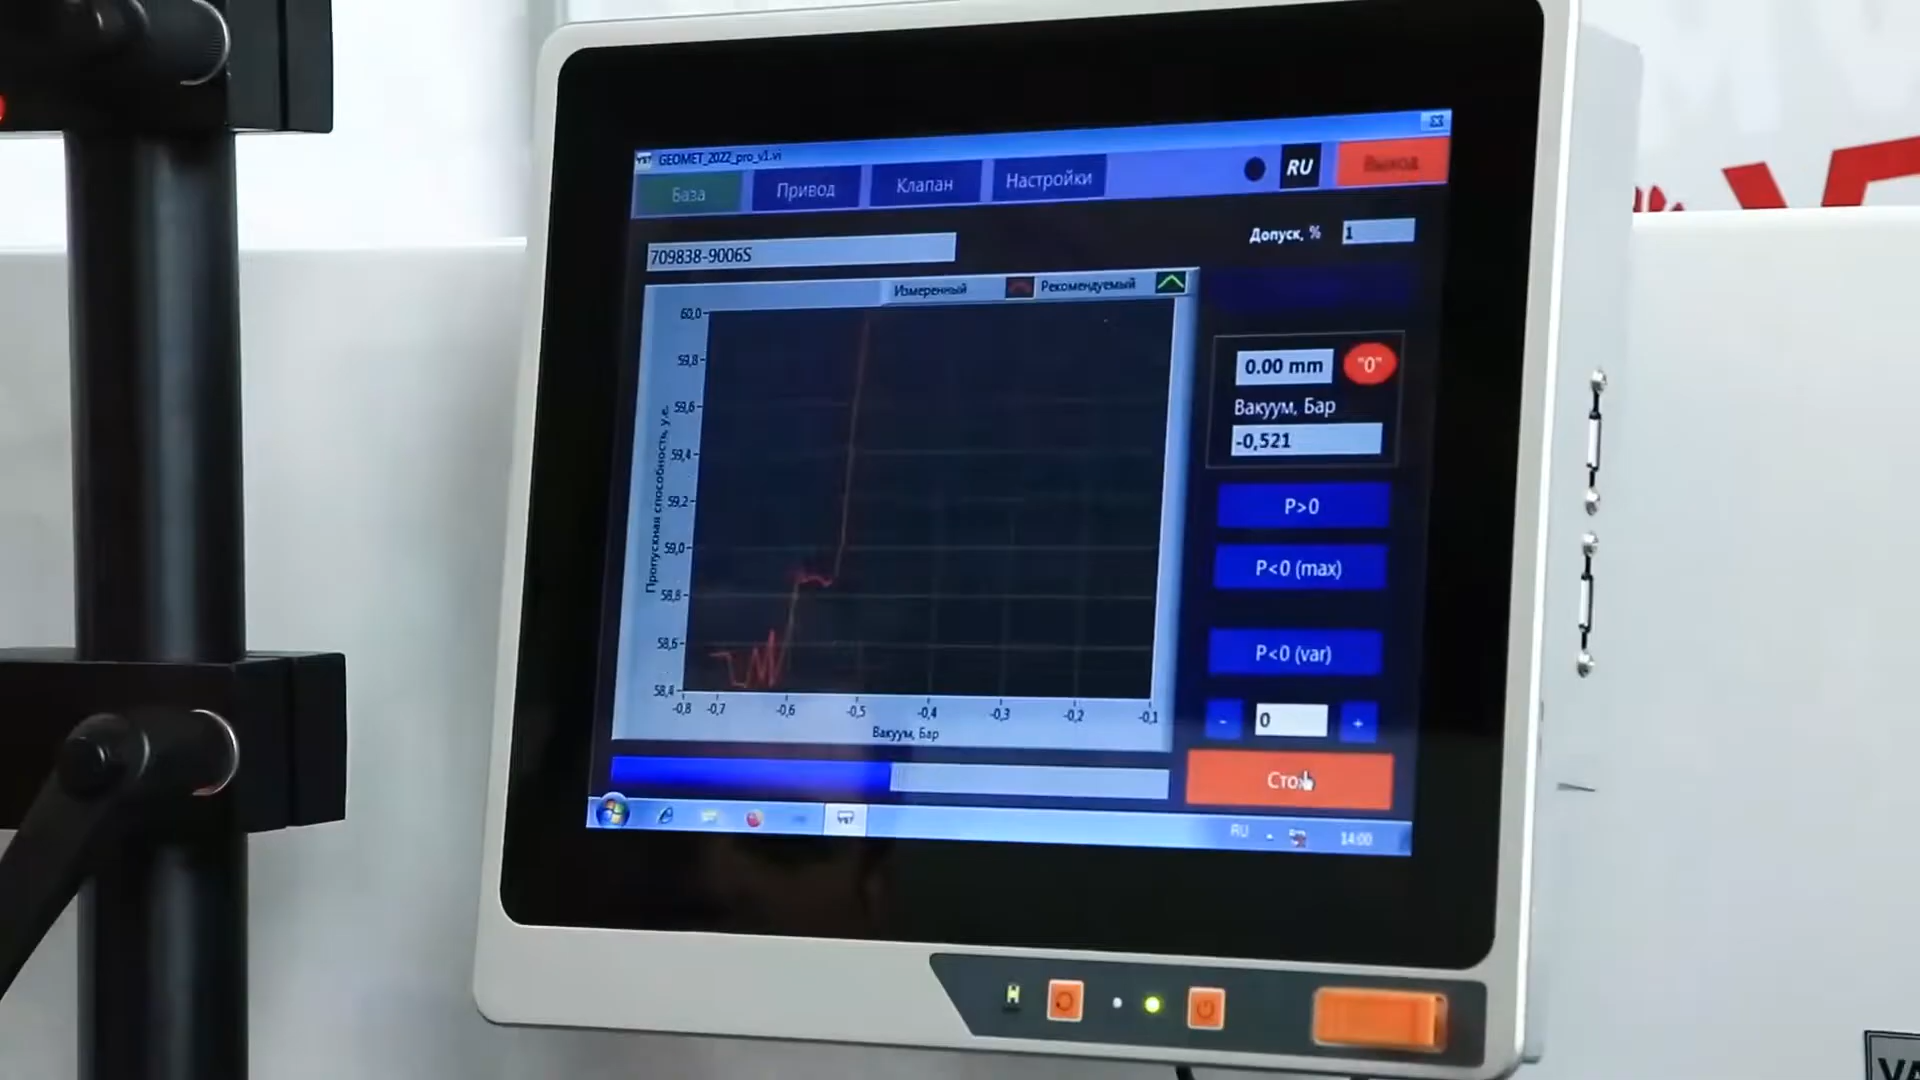 GEOMET_2022_pro_v1.vi
База
Привод
Клапан
Настройки
RU
Выход
709838-9006S
Допуск, %
1
Измеренный
Рекомендуемый
60,0
59,8
59,6
59,4
59,2
59,0
58,8
58,6
58,4
Пропускная способность, у.е.
-0,8
-0,7
-0,6
-0,5
-0,4
-0,3
-0,2
-0,1
Вакуум, Бар
0.00 mm
"0"
Вакуум, Бар
-0,521
P>0
P<0 (max)
P<0 (var)
-
0
+
RU
14:00